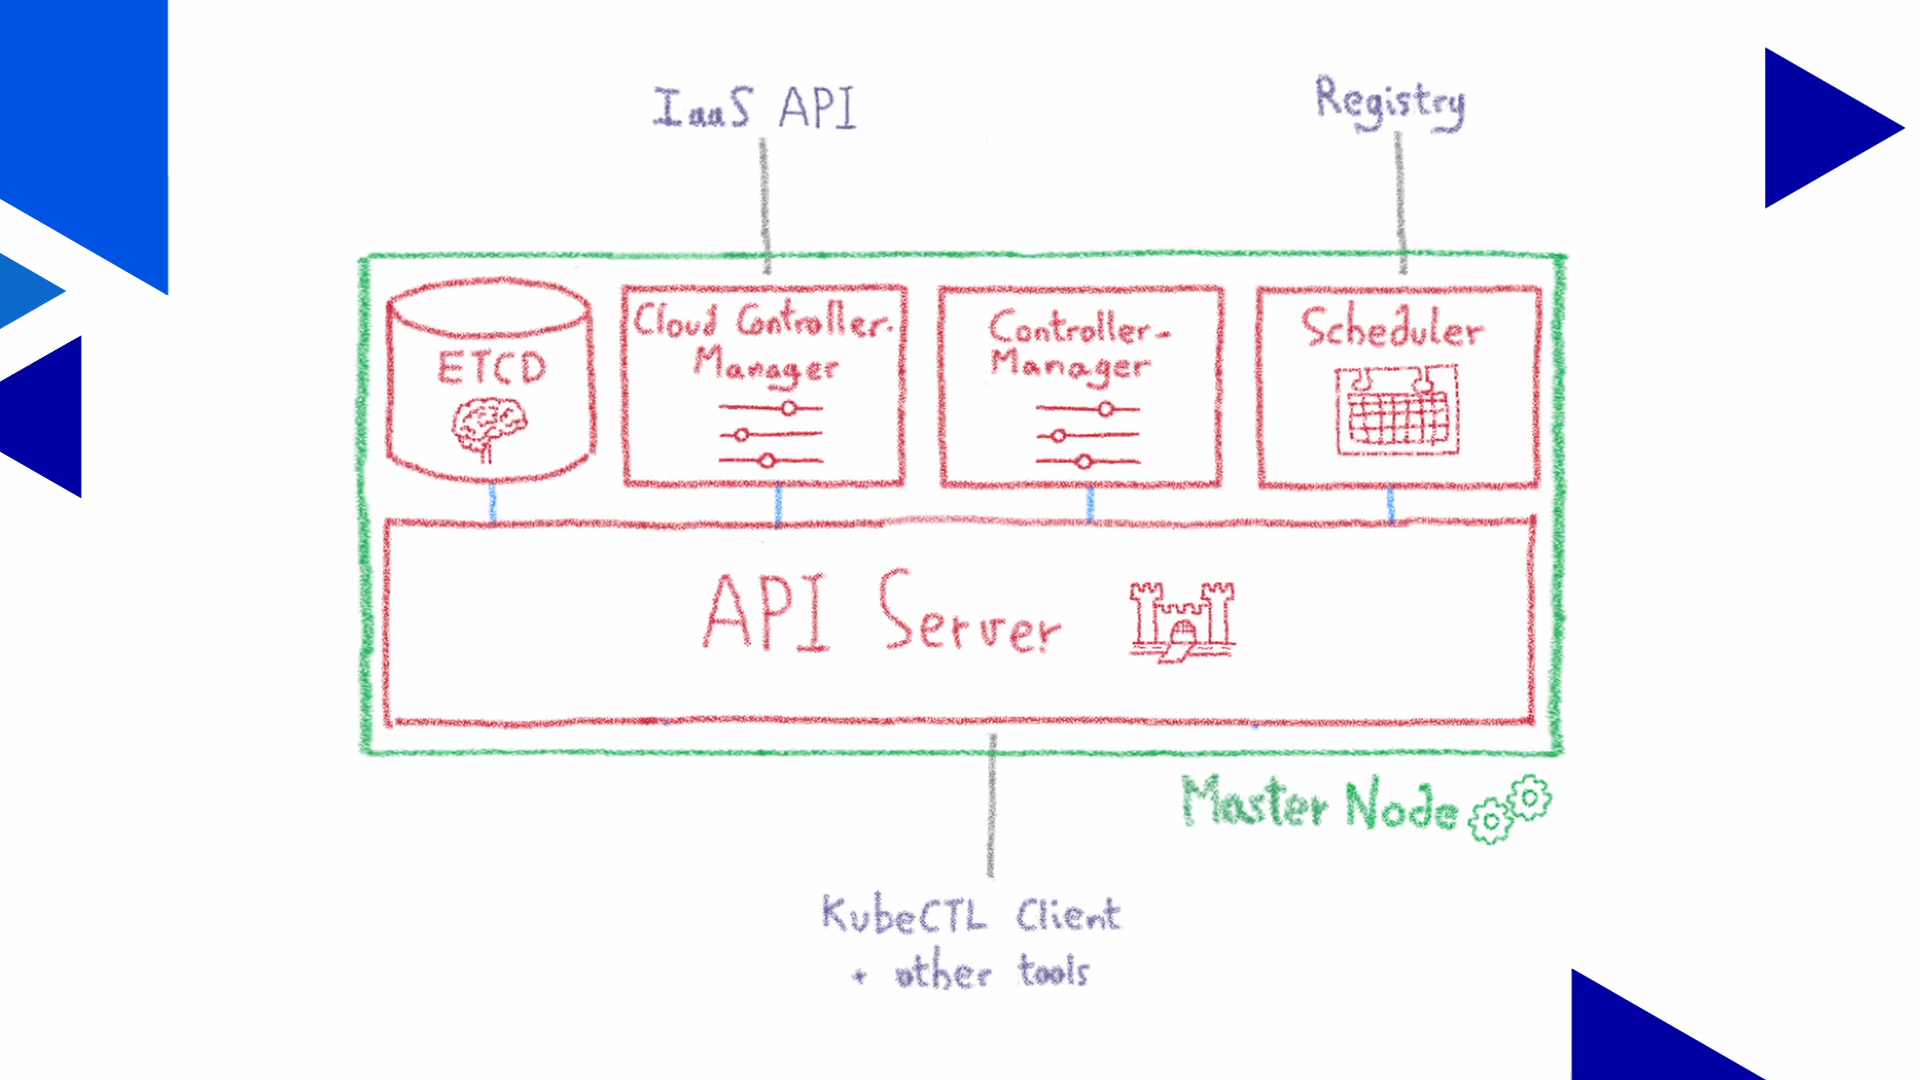 IaaS API
Registry
ETCD
Cloud Controller-
Manager
Controller-
Manager
Scheduler
API Server
Master Node
KubeCTL Client
+ other tools